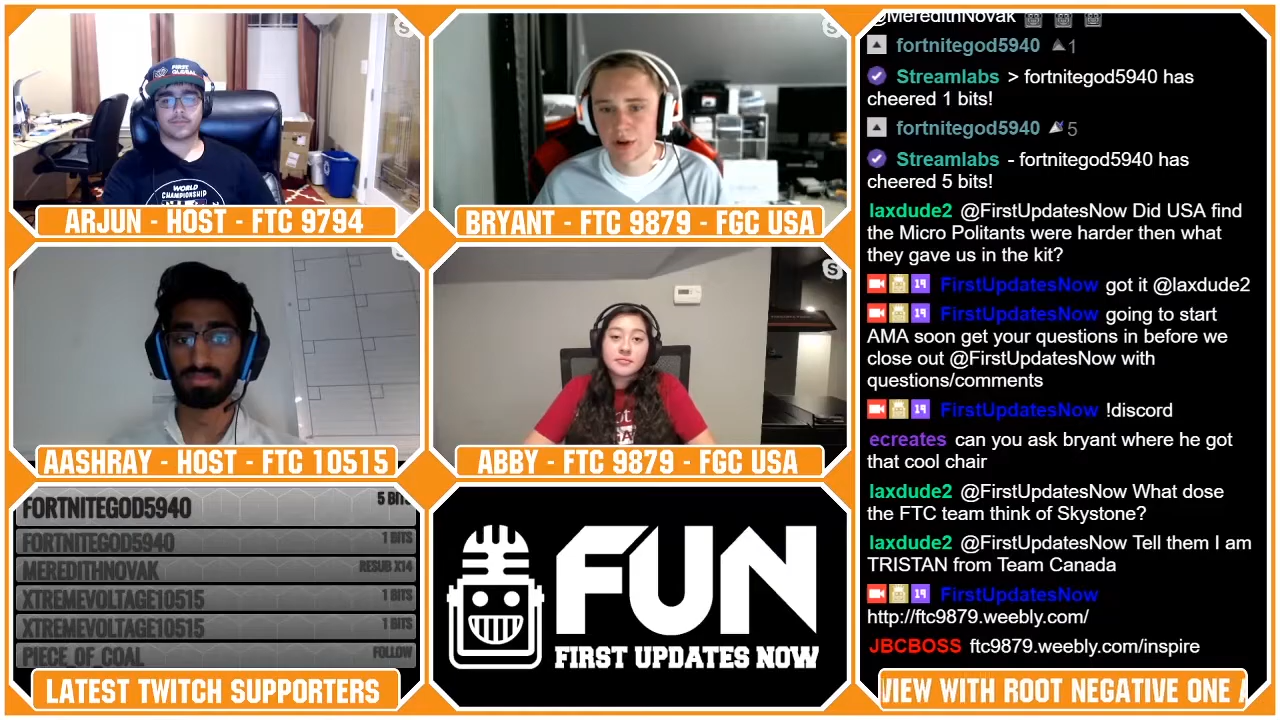 FIRST
GLOBAL
WORLD
CHAMPIONSHIP
ARJUN - HOST - FTC 9794
BRYANT - FTC 9879 - FGC USA
AASHRAY - HOST - FTC 10515
ABBY - FTC 9879 - FGC USA
FORTNITEGOD5940 5 BITS
FORTNITEGOD5940 1 BITS
MEREDITHNOVAK RESUB X14
XTREMEVOLTAGE10515 1 BITS
XTREMEVOLTAGE10515 1 BITS
PIECE_OF_COAL FOLLOW
LATEST TWITCH SUPPORTERS
FUN
FIRST UPDATES NOW
@MeredithNovak
fortnitegod5940 1
Streamlabs > fortnitegod5940 has
cheered 1 bits!
fortnitegod5940 5
Streamlabs - fortnitegod5940 has
cheered 5 bits!
laxdude2 @FirstUpdatesNow Did USA find
the Micro Politants were harder then what
they gave us in the kit?
19 FirstUpdatesNow got it @laxdude2
19 FirstUpdatesNow going to start
AMA soon get your questions in before we
close out @FirstUpdatesNow with
questions/comments
19 FirstUpdatesNow !discord
ecreates can you ask bryant where he got
that cool chair
laxdude2 @FirstUpdatesNow What dose
the FTC team think of Skystone?
laxdude2 @FirstUpdatesNow Tell them I am
TRISTAN from Team Canada
19 FirstUpdatesNow
http://ftc9879.weebly.com/
JBCBOSS ftc9879.weebly.com/inspire
VIEW WITH ROOT NEGATIVE ONE A